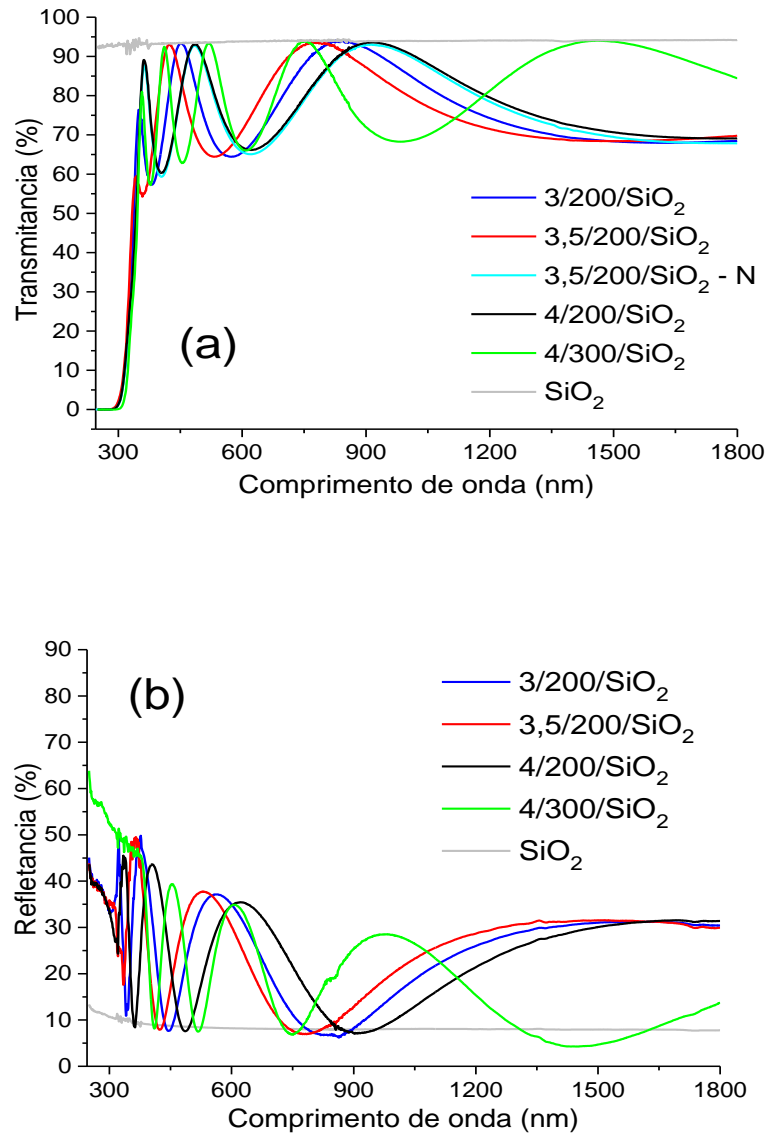 100
90
80
70
60
50
40
30
20
10
0
Transmitancia (%)
(a)
3/200/SiO₂
3,5/200/SiO₂
3,5/200/SiO₂ - N
4/200/SiO₂
4/300/SiO₂
SiO₂
300 600 900 1200 1500 1800
Comprimento de onda (nm)
90
80
70
60
50
40
30
20
10
0
Refletancia (%)
(b)
3/200/SiO₂
3,5/200/SiO₂
4/200/SiO₂
4/300/SiO₂
SiO₂
300 600 900 1200 1500 1800
Comprimento de onda (nm)